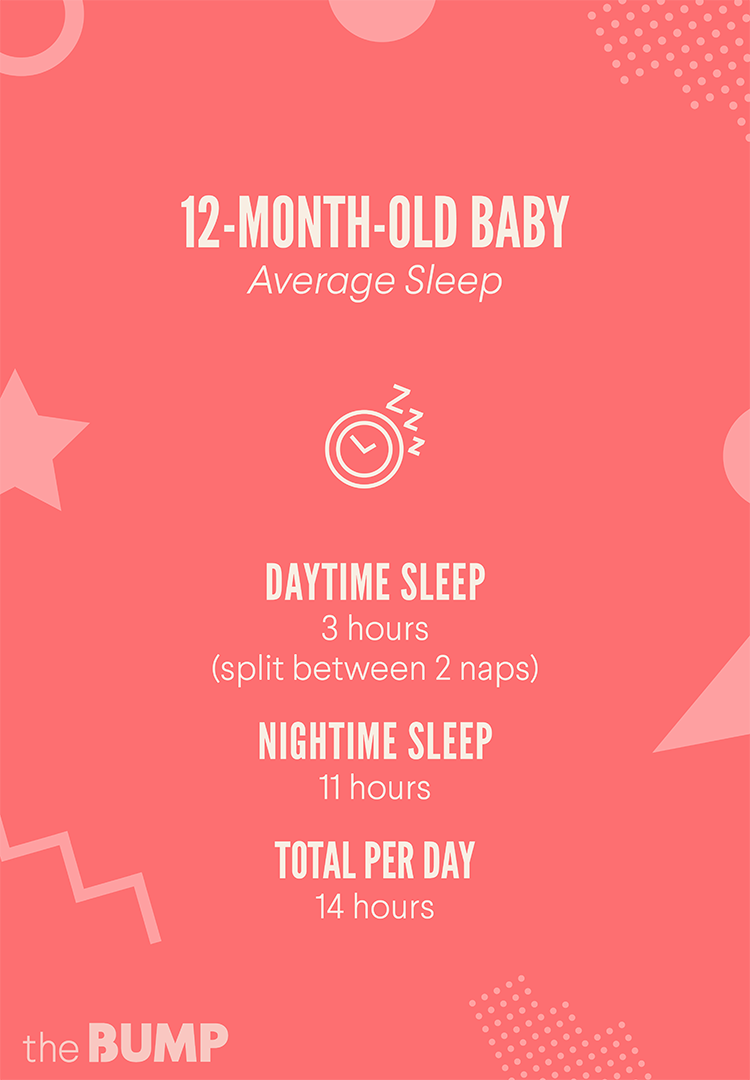 12-MONTH-OLD BABY
Average Sleep
Z
Z
Z
DAYTIME SLEEP
3 hours
(split between 2 naps)
NIGHTIME SLEEP
11 hours
TOTAL PER DAY
14 hours
the BUMP